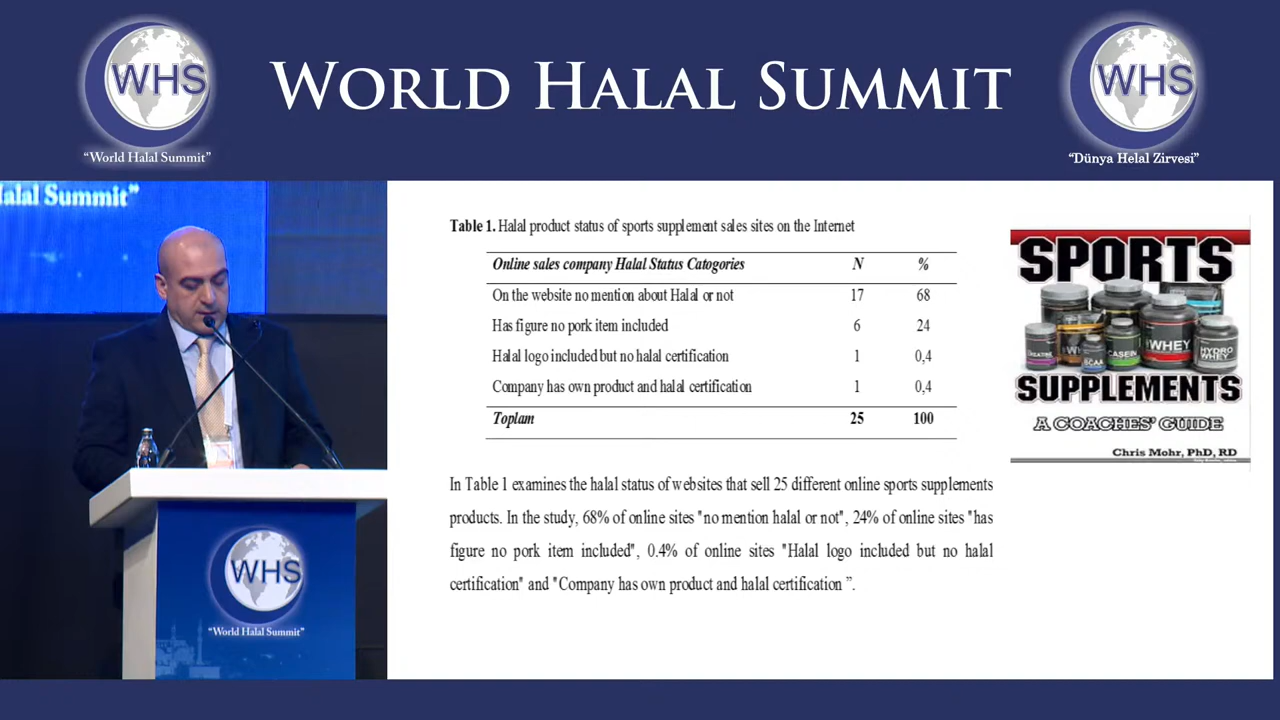 WORLD HALAL SUMMIT
WHS
"World Halal Summit"
WHS
"Dünya Helal Zirvesi"
Halal Summit"
WHS
"World Halal Summit"
Table 1. Halal product status of sports supplement sales sites on the Internet
Online sales company Halal Status Catogories N %
On the website no mention about Halal or not 17 68
Has figure no pork item included 6 24
Halal logo included but no halal certification 1 0,4
Company has own product and halal certification 1 0,4
Toplam 25 100
In Table 1 examines the halal status of websites that sell 25 different online sports supplements
products. In the study, 68% of online sites "no mention halal or not", 24% of online sites "has
figure no pork item included", 0.4% of online sites "Halal logo included but no halal
certification" and "Company has own product and halal certification ".
SPORTS
CREATINE
BCAA
CASEIN
WHEY
HYDRO
WHEY
SUPPLEMENTS
A COACHES' GUIDE
Chris Mohr, PhD, RD